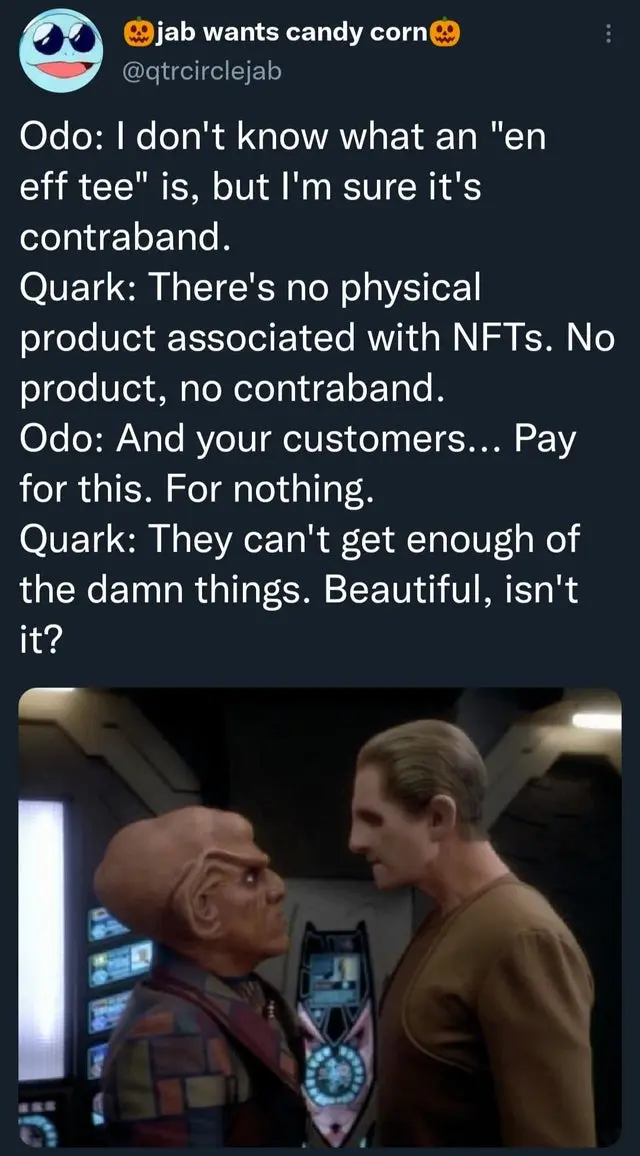 🎃jab wants candy corn🎃
@qtrcirclejab
Odo: I don't know what an "en
eff tee" is, but I'm sure it's
contraband.
Quark: There's no physical
product associated with NFTs. No
product, no contraband.
Odo: And your customers... Pay
for this. For nothing.
Quark: They can't get enough of
the damn things. Beautiful, isn't
it?